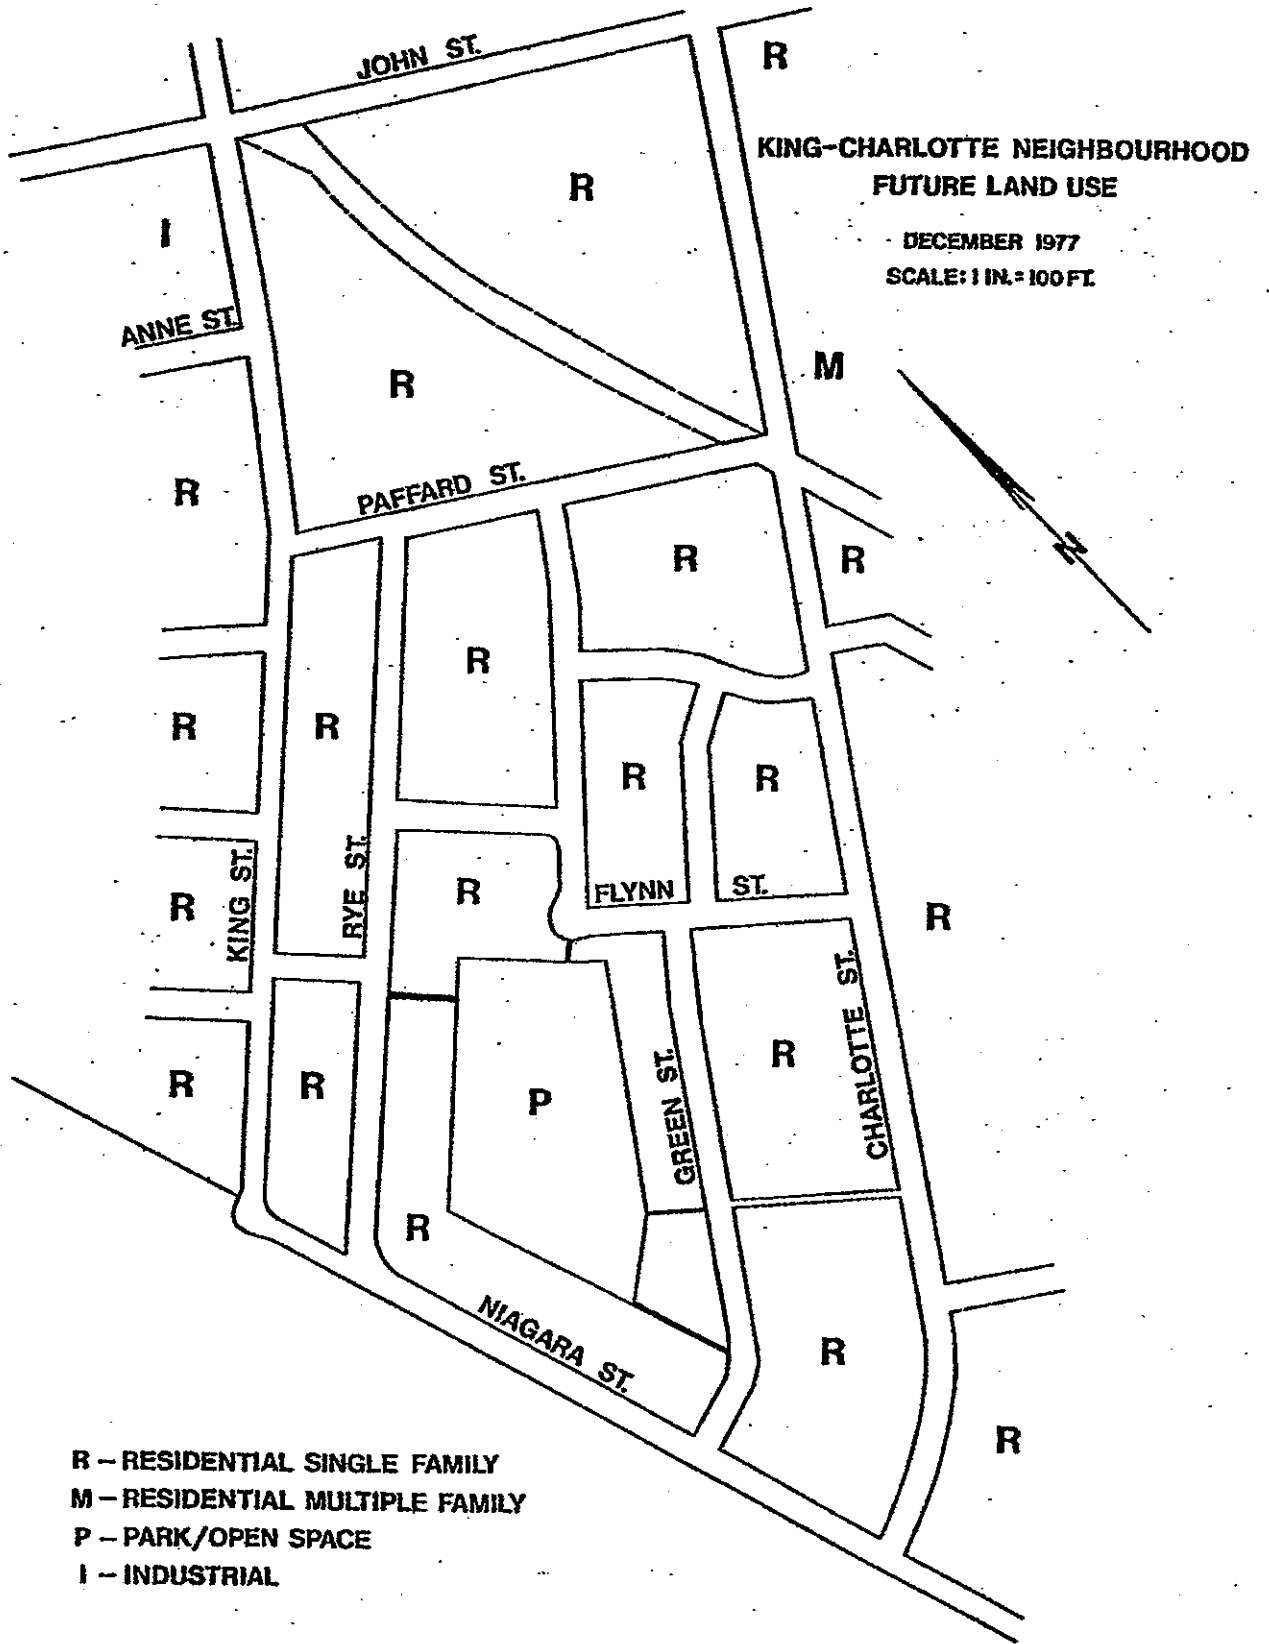 JOHN ST.
R
KING-CHARLOTTE NEIGHBOURHOOD
FUTURE LAND USE
R
I
DECEMBER 1977
SCALE: 1 IN. = 100 FT.
ANNE ST.
M
R
PAFFARD ST.
R
R
R
N
R
R
R
R
R
KING ST.
RYE ST.
R
FLYNN ST.
R
R
R
CHARLOTTE ST.
R
R
P
GREEN ST.
R
R
NIAGARA ST.
R
R
R – RESIDENTIAL SINGLE FAMILY
M – RESIDENTIAL MULTIPLE FAMILY
P – PARK/OPEN SPACE
I – INDUSTRIAL